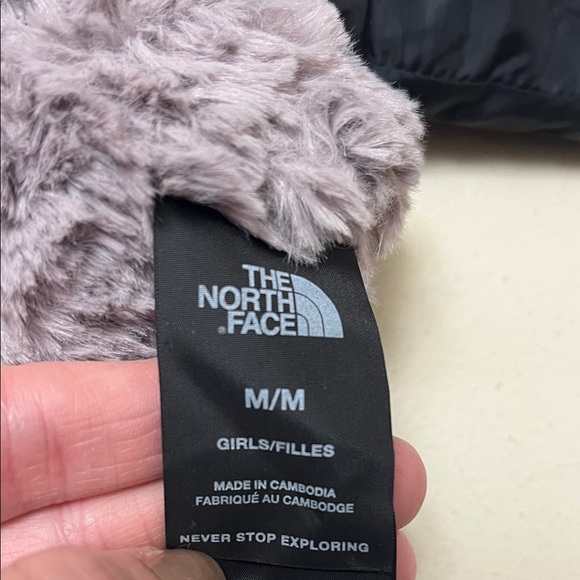 THE
NORTH
FACE
M/M
GIRLS/FILLES
MADE IN CAMBODIA
FABRIQUÉ AU CAMBODGE
NEVER STOP EXPLORING